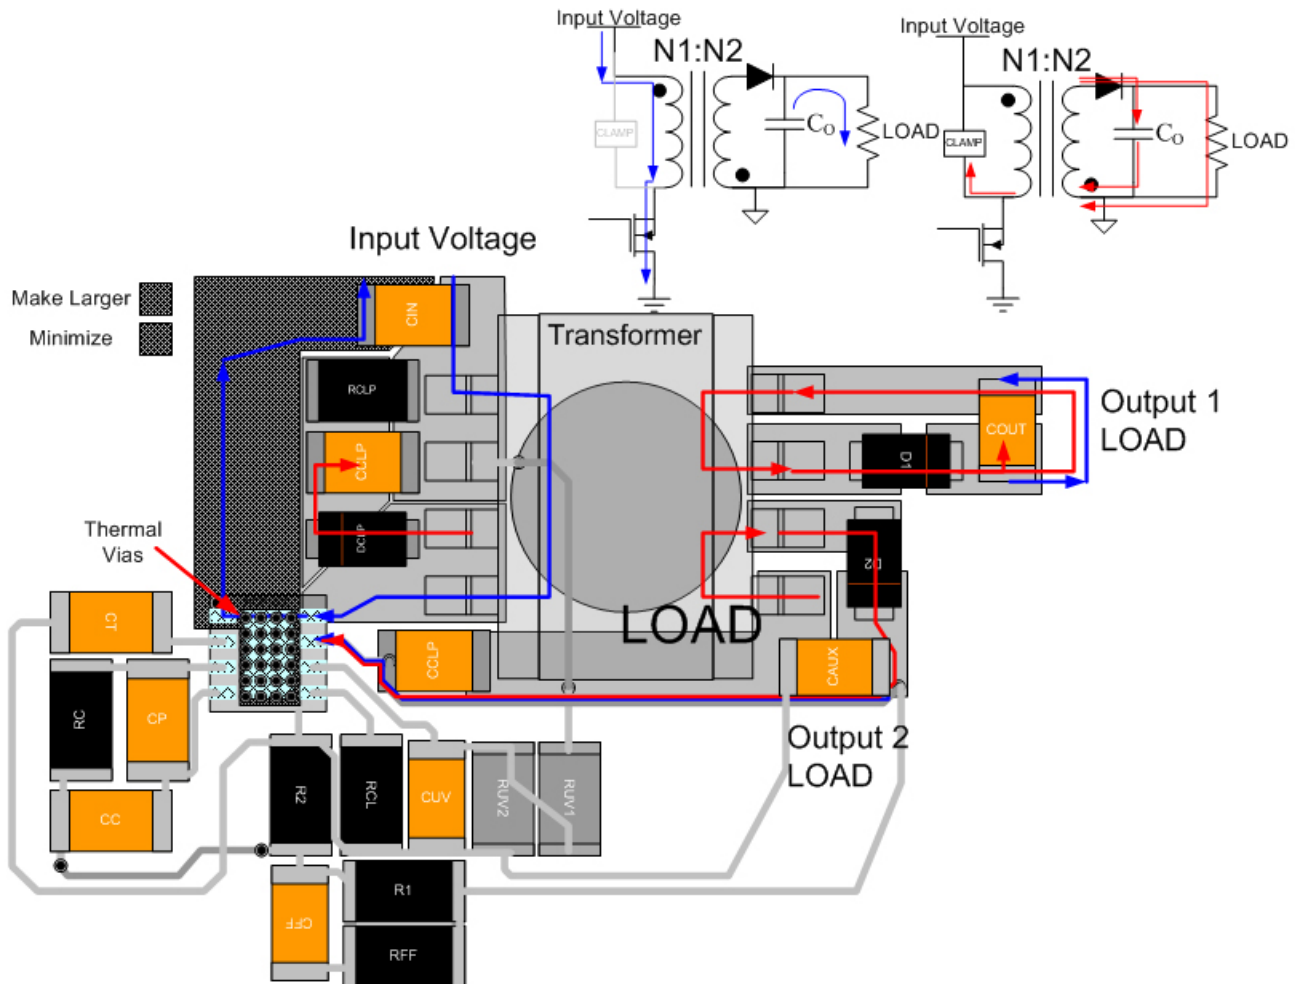 Input Voltage
N1:N2
CLAMP
CO
LOAD
Input Voltage
N1:N2
CLAMP
CO
LOAD
Input Voltage
Make Larger
Minimize
CIN
Transformer
RCLP
CCLP
DCLP
COUT
D1
D2
Output 1
LOAD
Thermal
Vias
LOAD
CT
CCLP
CAUX
RC
CP
Output 2
LOAD
R2
RCL
CUV
RUV2
RUV1
CC
R1
CFF
RFF